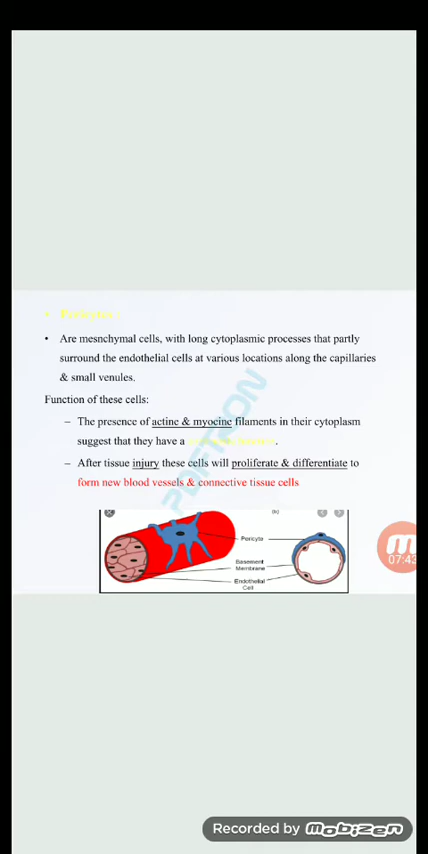 • Pericytes :
• Are mesnchymal cells, with long cytoplasmic processes that partly
surround the endothelial cells at various locations along the capillaries
& small venules.
Function of these cells:
– The presence of actine & myocine filaments in their cytoplasm
suggest that they have a .
– After tissue injury these cells will proliferate & differentiate to
form new blood vessels & connective tissue cells
PDFTRON
(b)
Pericyte
Basement
Membrane
Endothelial
Cell
07:43
Recorded by mobizen